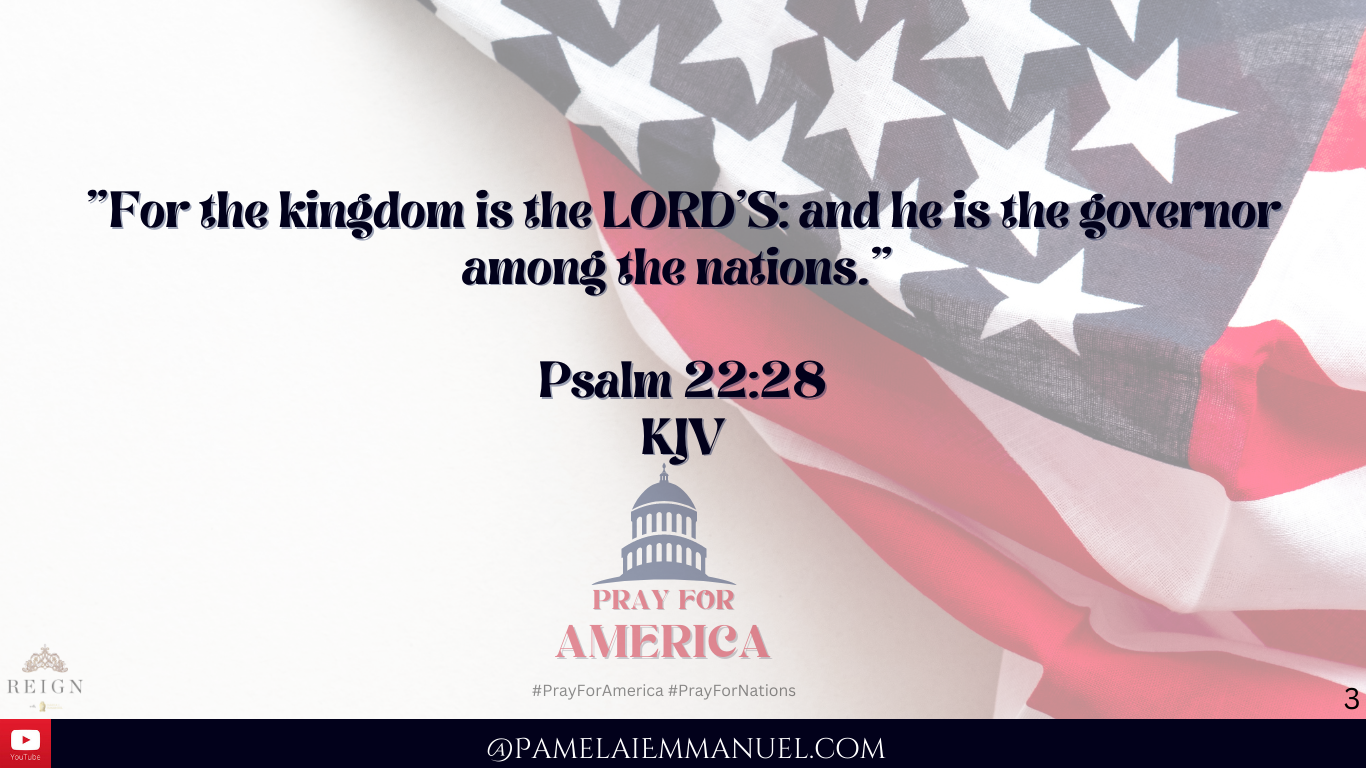 ”For the kingdom is the LORD’S: and he is the governor
among the nations.”
Psalm 22:28
KJV
PRAY FOR
AMERICA
#PrayForAmerica #PrayForNations
REIGN
3
YouTube
@PAMELAIEMMANUEL.COM